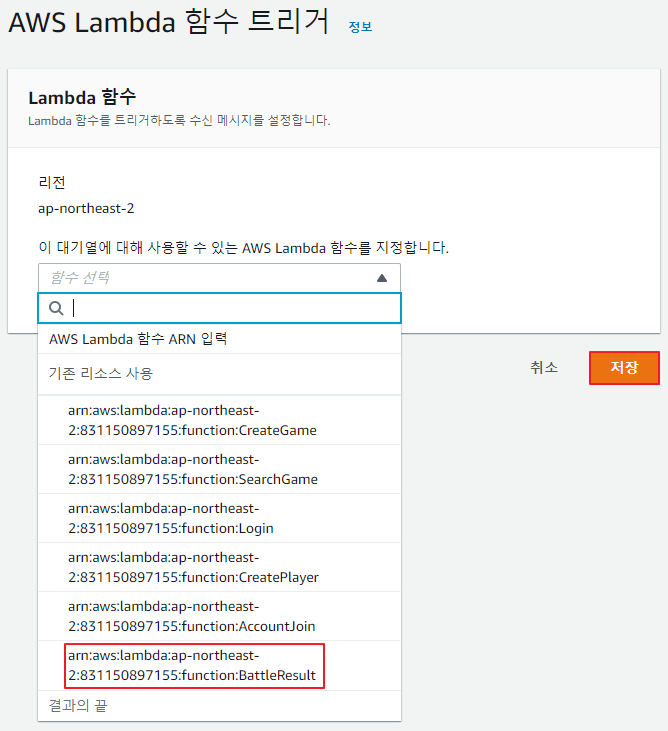 AWS Lambda 함수 트리거 정보
Lambda 함수
Lambda 함수를 트리거하도록 수신 메시지를 설정합니다.
리전
ap-northeast-2
이 대기열에 대해 사용할 수 있는 AWS Lambda 함수를 지정합니다.
함수 선택
AWS Lambda 함수 ARN 입력
기존 리소스 사용
취소 저장
arn:aws:lambda:ap-northeast-
2:831150897155:function:CreateGame
arn:aws:lambda:ap-northeast-
2:831150897155:function:SearchGame
arn:aws:lambda:ap-northeast-
2:831150897155:function:Login
arn:aws:lambda:ap-northeast-
2:831150897155:function:CreatePlayer
arn:aws:lambda:ap-northeast-
2:831150897155:function:AccountJoin
arn:aws:lambda:ap-northeast-
2:831150897155:function:BattleResult
결과의 끝